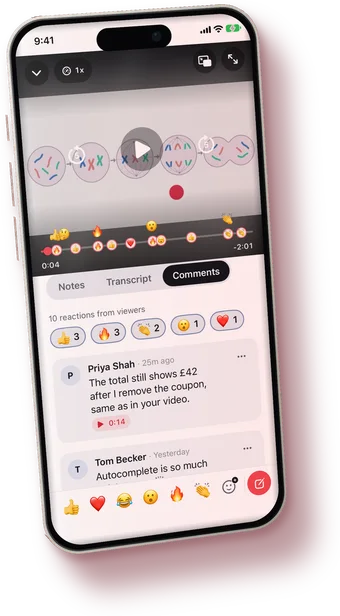 9:41
1x
0:04
-2:01
Notes
Transcript
Comments
10 reactions from viewers
👍 3
🔥 3
👏 2
😮 1
❤️ 1
P
Priya Shah · 25m ago
The total still shows £42
after I remove the coupon,
same as in your video.
0:14
T
Tom Becker · Yesterday
Autocomplete is so much